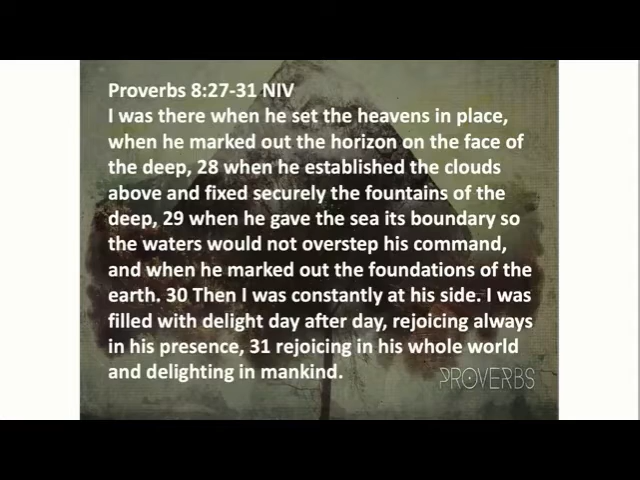 Proverbs 8:27-31 NIV
I was there when he set the heavens in place,
when he marked out the horizon on the face of
the deep, 28 when he established the clouds
above and fixed securely the fountains of the
deep, 29 when he gave the sea its boundary so
the waters would not overstep his command,
and when he marked out the foundations of the
earth. 30 Then I was constantly at his side. I was
filled with delight day after day, rejoicing always
in his presence, 31 rejoicing in his whole world
and delighting in mankind.
PROVERBS